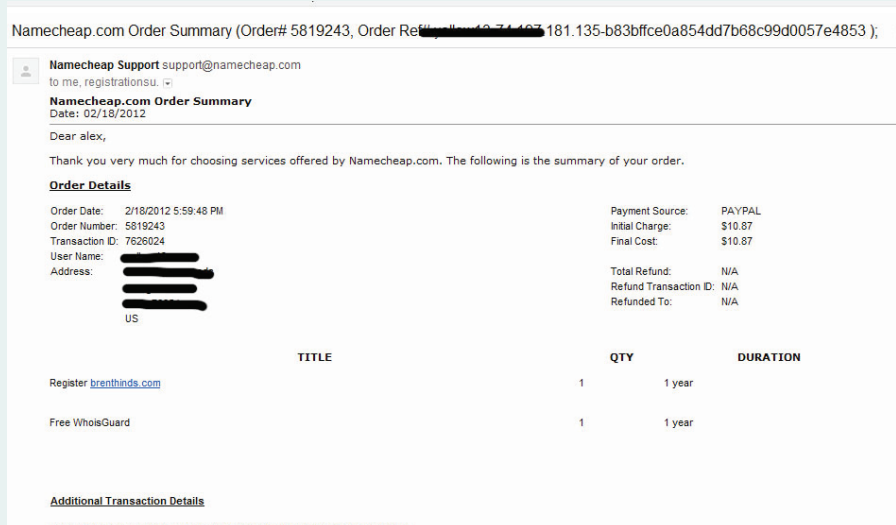 Namecheap.com Order Summary (Order# 5819243, Order Ref# 181.135-b83bffce0a854dd7b68c99d0057e4853 );
Namecheap Support support@namecheap.com
to me, registrationsu.
Namecheap.com Order Summary
Date: 02/18/2012
Dear alex,
Thank you very much for choosing services offered by Namecheap.com. The following is the summary of your order.
Order Details
Order Date: 2/18/2012 5:59:48 PM
Order Number: 5819243
Transaction ID: 7626024
User Name:
Address:
US
Payment Source: PAYPAL
Initial Charge: $10.87
Final Cost: $10.87
Total Refund: N/A
Refund Transaction ID: N/A
Refunded To: N/A
TITLE QTY DURATION
Register brenthinds.com 1 1 year
Free WhoisGuard 1 1 year
Additional Transaction Details